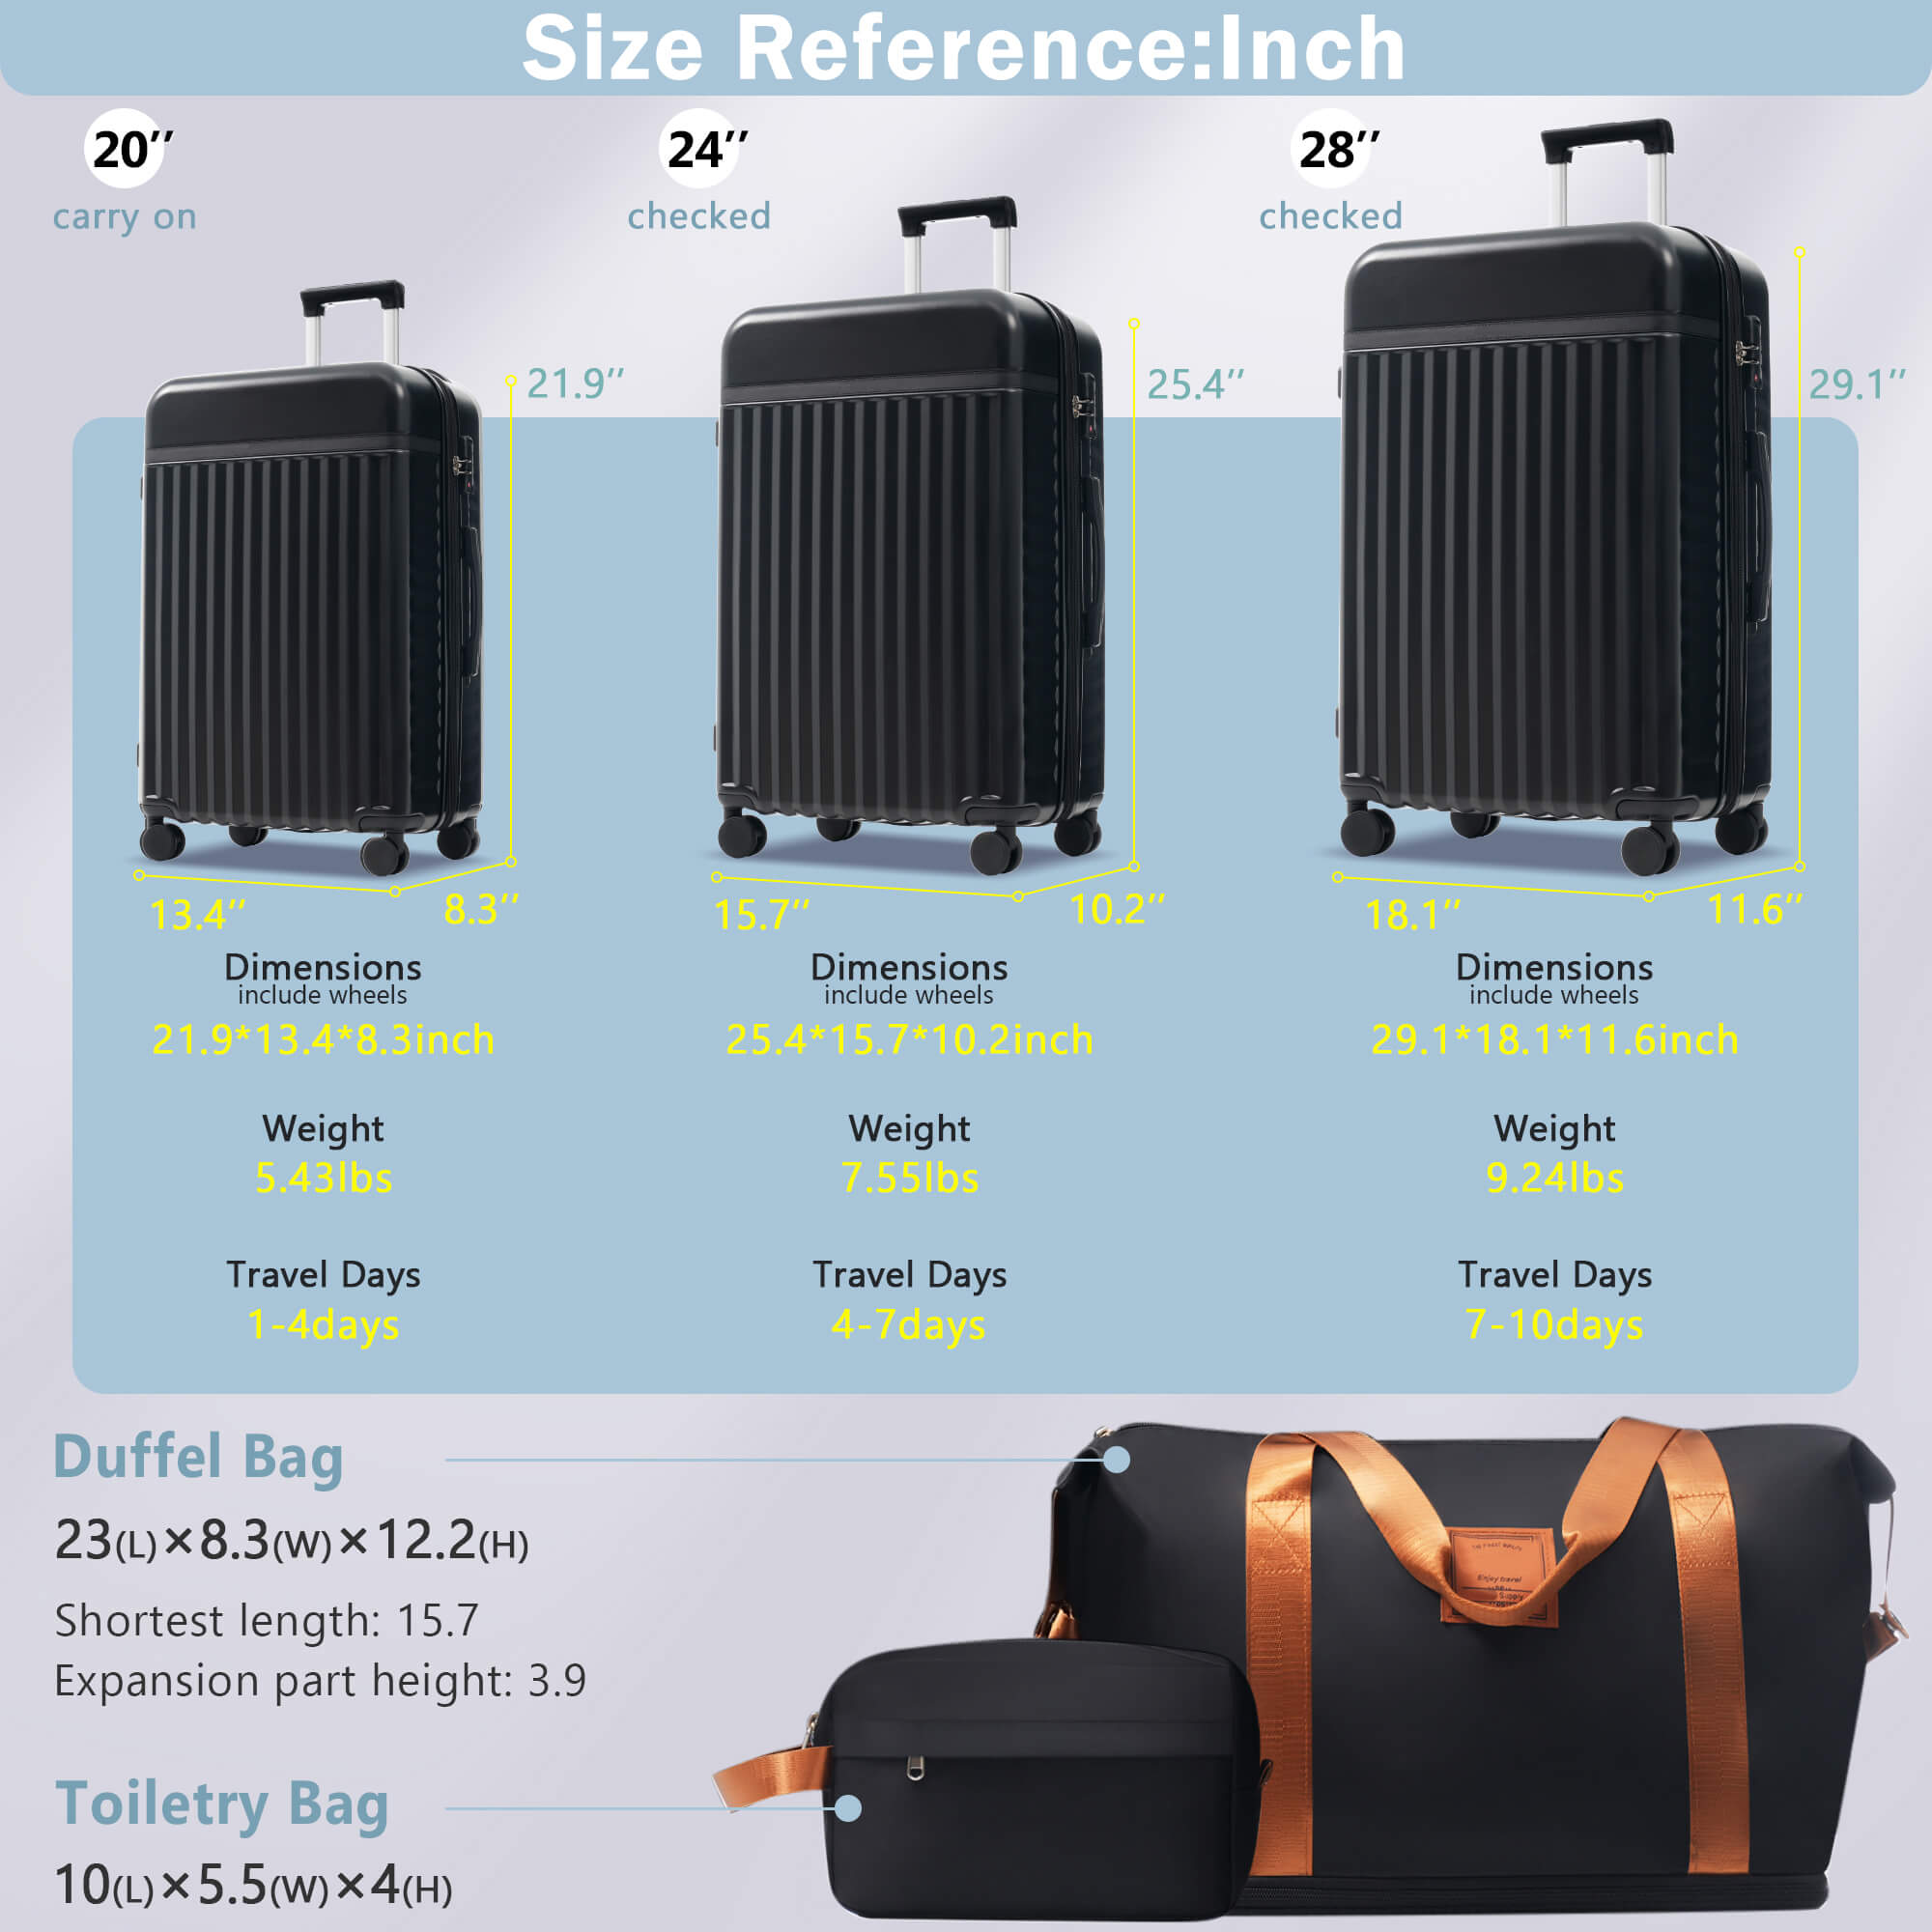 Size Reference:Inch
20’’
carry on
24’’
checked
28’’
checked
21.9’’
25.4’’
29.1’’
13.4’’
8.3’’
15.7’’
10.2’’
18.1’’
11.6’’
Dimensions
include wheels
21.9*13.4*8.3inch
Weight
5.43lbs
Travel Days
1-4days
Dimensions
include wheels
25.4*15.7*10.2inch
Weight
7.55lbs
Travel Days
4-7days
Dimensions
include wheels
29.1*18.1*11.6inch
Weight
9.24lbs
Travel Days
7-10days
Duffel Bag
23(L)×8.3(W)×12.2(H)
Shortest length: 15.7
Expansion part height: 3.9
Enjoy travel
Toiletry Bag
10(L)×5.5(W)×4(H)